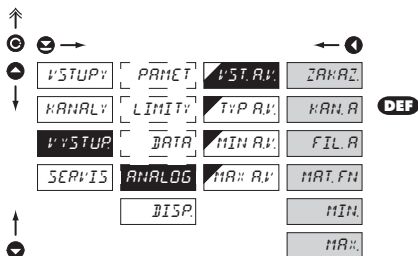 VSTUPY PAMET VST. A.V. ZAKAZ.
KANALY LIMITY TYP A.V. KAN. A DEF
VYSTUP. DATA MIN A.V. FIL. A
SERVIS ANALOG MAX A.V. MAT. FN
DISP. MIN.
MAX.